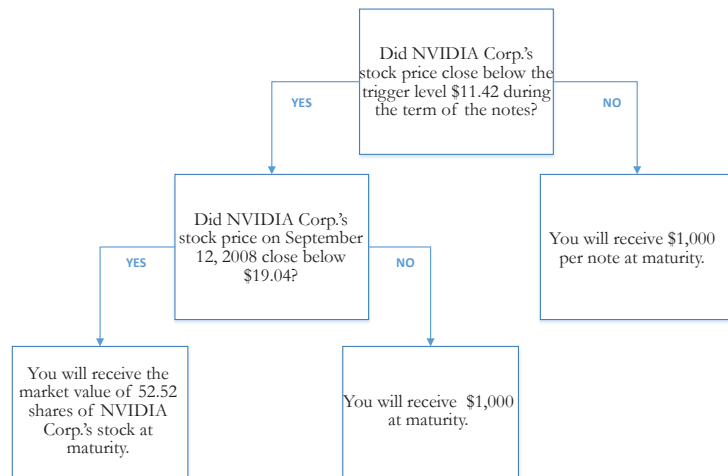 Did NVIDIA Corp.'s
stock price close below the
trigger level $11.42 during
the term of the notes?
YES
NO
Did NVIDIA Corp.'s
stock price on September
12, 2008 close below
$19.04?
You will receive $1,000
per note at maturity.
YES
NO
You will receive the
market value of 52.52
shares of NVIDIA
Corp.'s stock at
maturity.
You will receive $1,000
at maturity.